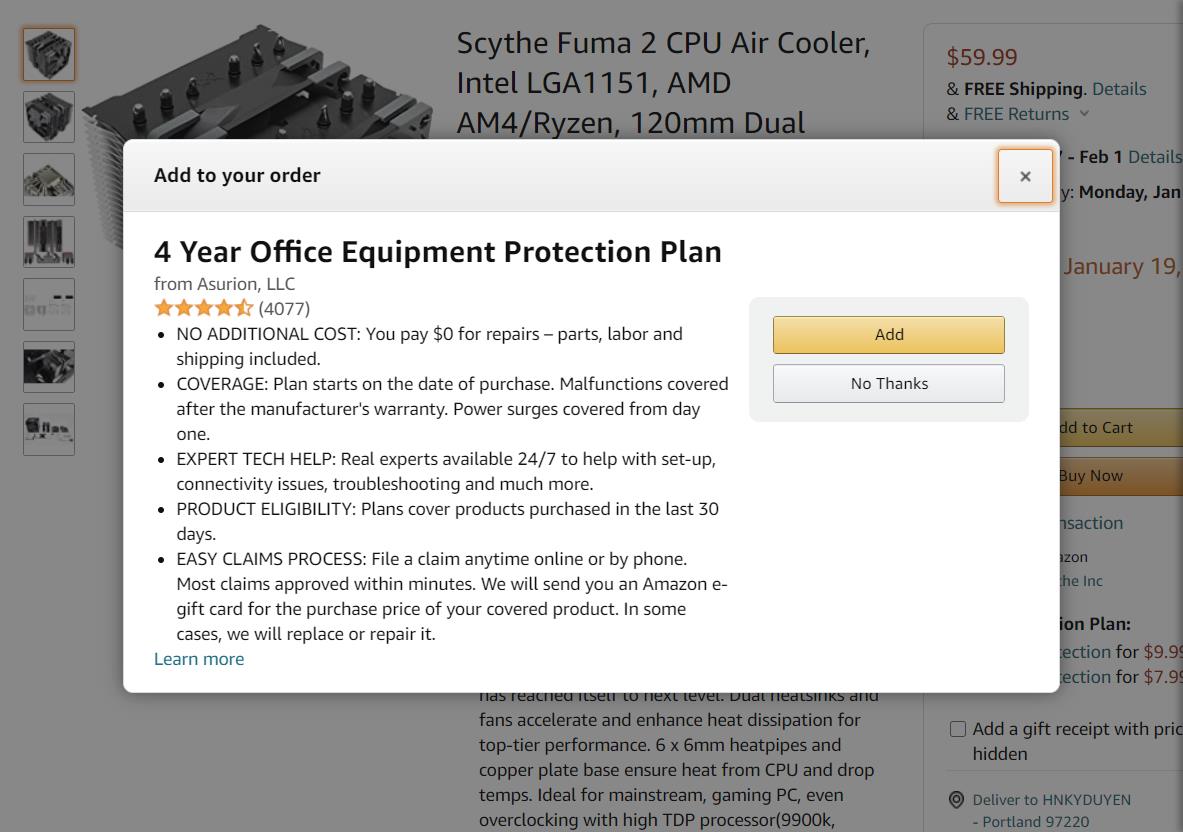 Scythe Fuma 2 CPU Air Cooler,
Intel LGA1151, AMD
AM4/Ryzen, 120mm Dual
$59.99
& FREE Shipping. Details
& FREE Returns
- Feb 1 Details
Monday, Jan
January 19,
Add to your order
4 Year Office Equipment Protection Plan
from Asurion, LLC
(4077)
• NO ADDITIONAL COST: You pay $0 for repairs – parts, labor and
shipping included.
• COVERAGE: Plan starts on the date of purchase. Malfunctions covered
after the manufacturer's warranty. Power surges covered from day
one.
• EXPERT TECH HELP: Real experts available 24/7 to help with set-up,
connectivity issues, troubleshooting and much more.
• PRODUCT ELIGIBILITY: Plans cover products purchased in the last 30
days.
• EASY CLAIMS PROCESS: File a claim anytime online or by phone.
Most claims approved within minutes. We will send you an Amazon e-
gift card for the purchase price of your covered product. In some
cases, we will replace or repair it.
Learn more
Add
No Thanks
dd to Cart
Buy Now
nsaction
azon
the Inc
ion Plan:
ection for $9.99
ection for $7.99
Add a gift receipt with pric
hidden
Deliver to HNKYDUYEN
- Portland 97220
has reached itself to next level. Dual heatsinks and
fans accelerate and enhance heat dissipation for
top-tier performance. 6 x 6mm heatpipes and
copper plate base ensure heat from CPU and drop
temps. Ideal for mainstream, gaming PC, even
overclocking with high TDP processor(9900k,